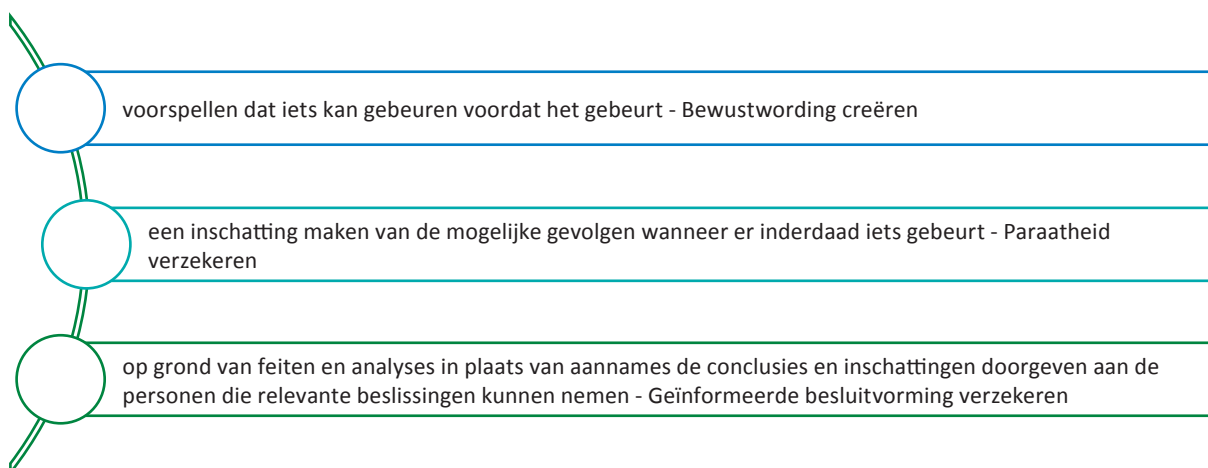 voorspellen dat iets kan gebeuren voordat het gebeurt - Bewustwording creëren
een inschatting maken van de mogelijke gevolgen wanneer er inderdaad iets gebeurt - Paraatheid
verzekeren
op grond van feiten en analyses in plaats van aannames de conclusies en inschattingen doorgeven aan de
personen die relevante beslissingen kunnen nemen - Geïnformeerde besluitvorming verzekeren